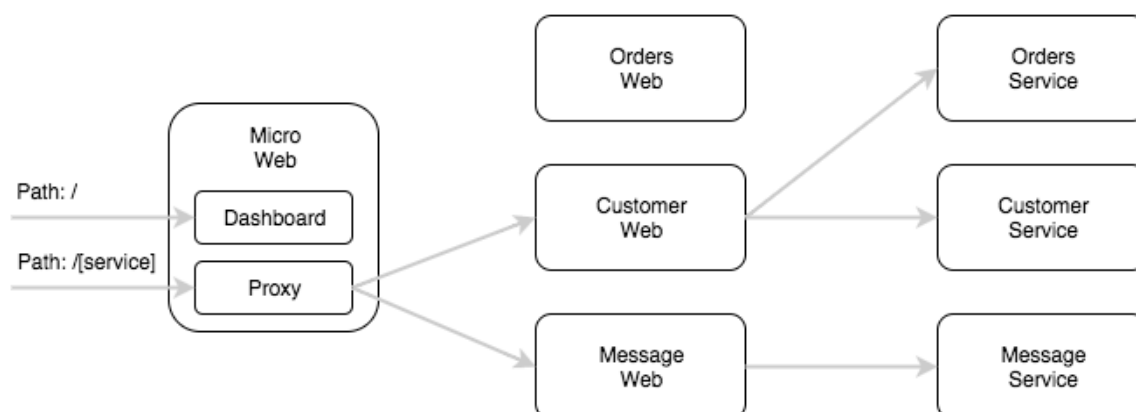 Path: /
Path: /[service]
Micro
Web
Dashboard
Proxy
Orders
Web
Customer
Web
Message
Web
Orders
Service
Customer
Service
Message
Service